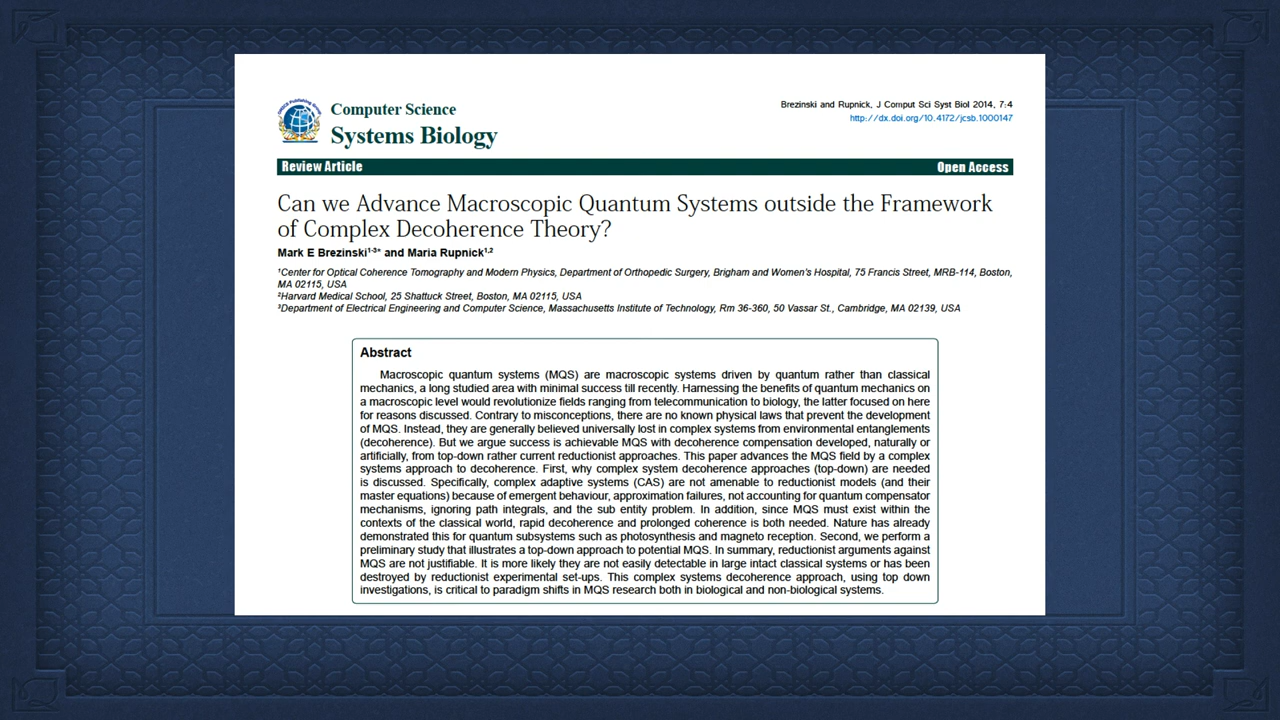 Computer Science
Systems Biology
Brezinski and Rupnick, J Comput Sci Syst Biol 2014, 7:4
http://dx.doi.org/10.4172/jcsb.1000147
Review Article
Open Access
Can we Advance Macroscopic Quantum Systems outside the Framework
of Complex Decoherence Theory?
Mark E Brezinski1-3* and Maria Rupnick1,2
1Center for Optical Coherence Tomography and Modern Physics, Department of Orthopedic Surgery, Brigham and Women's Hospital, 75 Francis Street, MRB-114, Boston,
MA 02115, USA
2Harvard Medical School, 25 Shattuck Street, Boston, MA 02115, USA
3Department of Electrical Engineering and Computer Science, Massachusetts Institute of Technology, Rm 36-360, 50 Vassar St., Cambridge, MA 02139, USA
Abstract
Macroscopic quantum systems (MQS) are macroscopic systems driven by quantum rather than classical
mechanics, a long studied area with minimal success till recently. Harnessing the benefits of quantum mechanics on
a macroscopic level would revolutionize fields ranging from telecommunication to biology, the latter focused on here
for reasons discussed. Contrary to misconceptions, there are no known physical laws that prevent the development
of MQS. Instead, they are generally believed universally lost in complex systems from environmental entanglements
(decoherence). But we argue success is achievable MQS with decoherence compensation developed, naturally or
artificially, from top-down rather current reductionist approaches. This paper advances the MQS field by a complex
systems approach to decoherence. First, why complex system decoherence approaches (top-down) are needed
is discussed. Specifically, complex adaptive systems (CAS) are not amenable to reductionist models (and their
master equations) because of emergent behaviour, approximation failures, not accounting for quantum compensator
mechanisms, ignoring path integrals, and the sub entity problem. In addition, since MQS must exist within the
contexts of the classical world, rapid decoherence and prolonged coherence is both needed. Nature has already
demonstrated this for quantum subsystems such as photosynthesis and magneto reception. Second, we perform a
preliminary study that illustrates a top-down approach to potential MQS. In summary, reductionist arguments against
MQS are not justifiable. It is more likely they are not easily detectable in large intact classical systems or has been
destroyed by reductionist experimental set-ups. This complex systems decoherence approach, using top down
investigations, is critical to paradigm shifts in MQS research both in biological and non-biological systems.